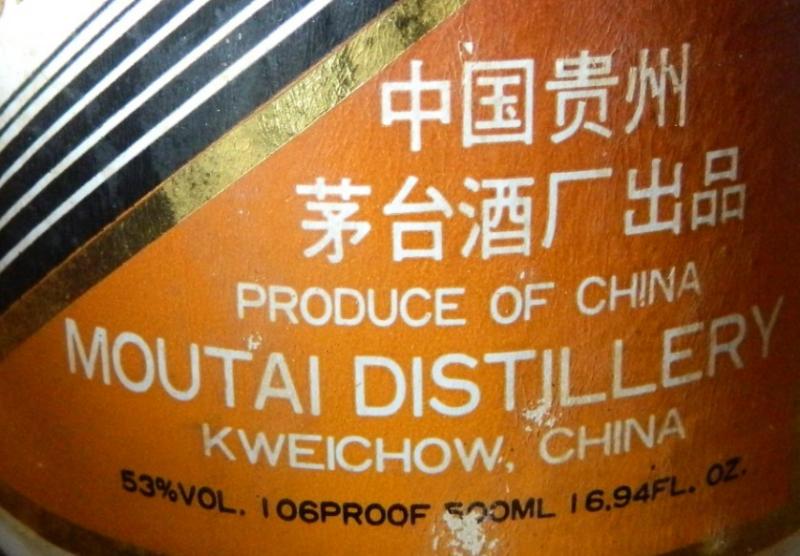 中国贵州
茅台酒厂出品
PRODUCE OF CHINA
MOUTAI DISTILLERY
KWEICHOW, CHINA
53%VOL. 106PROOF 500ML 16.94FL. OZ.